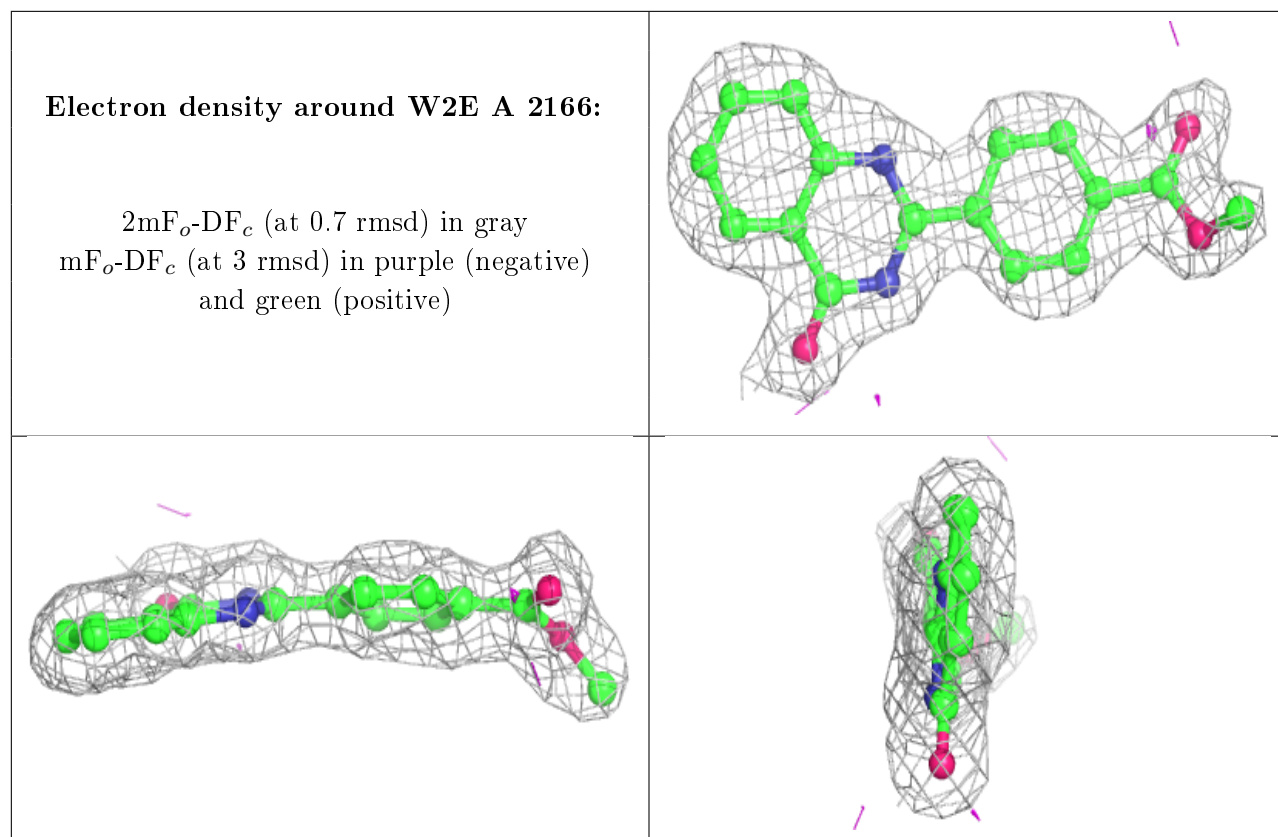 Electron density around W2E A 2166:
2mFₒ-DF𝒸 (at 0.7 rmsd) in gray
mFₒ-DF𝒸 (at 3 rmsd) in purple (negative)
and green (positive)